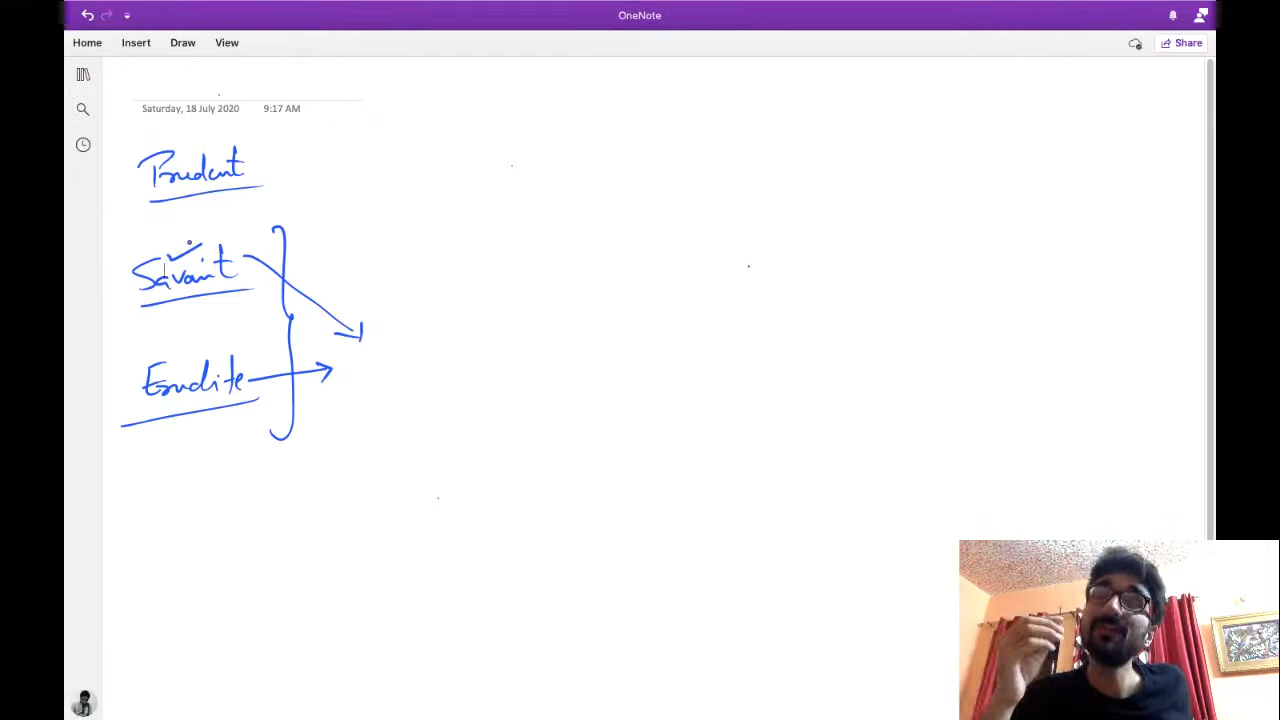 OneNote
Home Insert Draw View Share
Saturday, 18 July 2020 9:17 AM
Prudent
Savant
Erudite